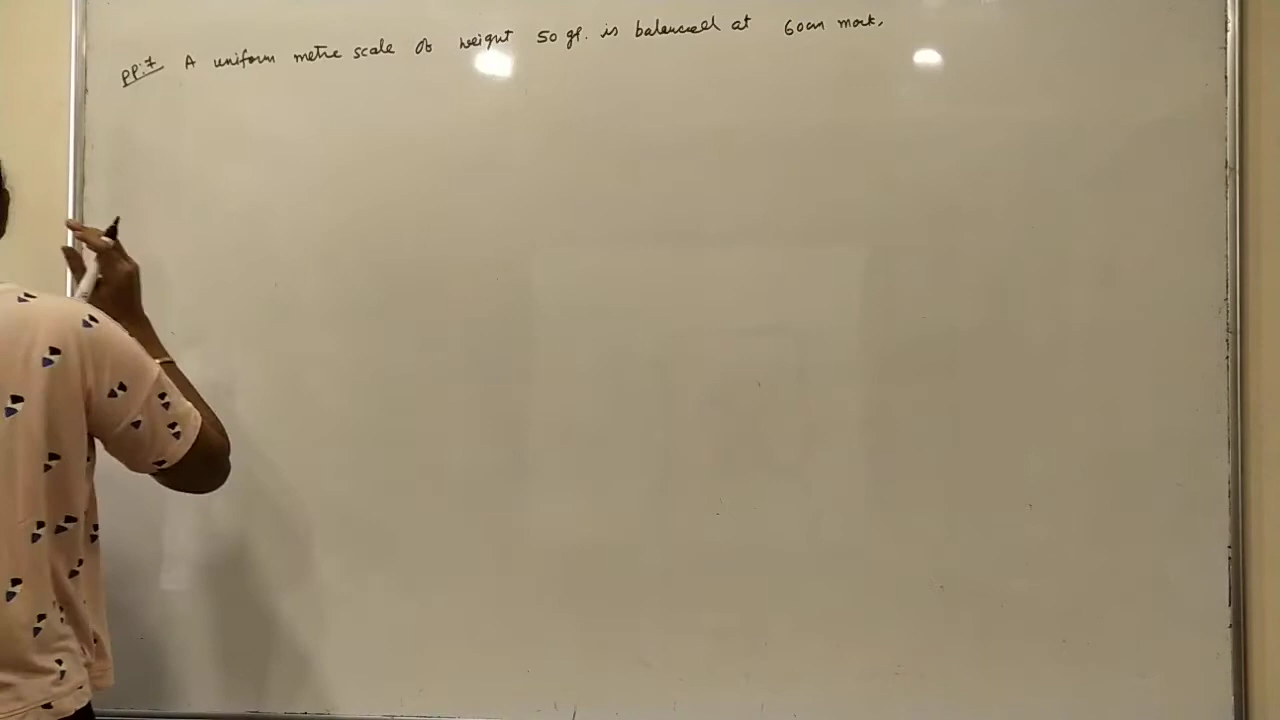 PP:7 A uniform metre scale of weight 50 gf. is balanced at 60cm mark,